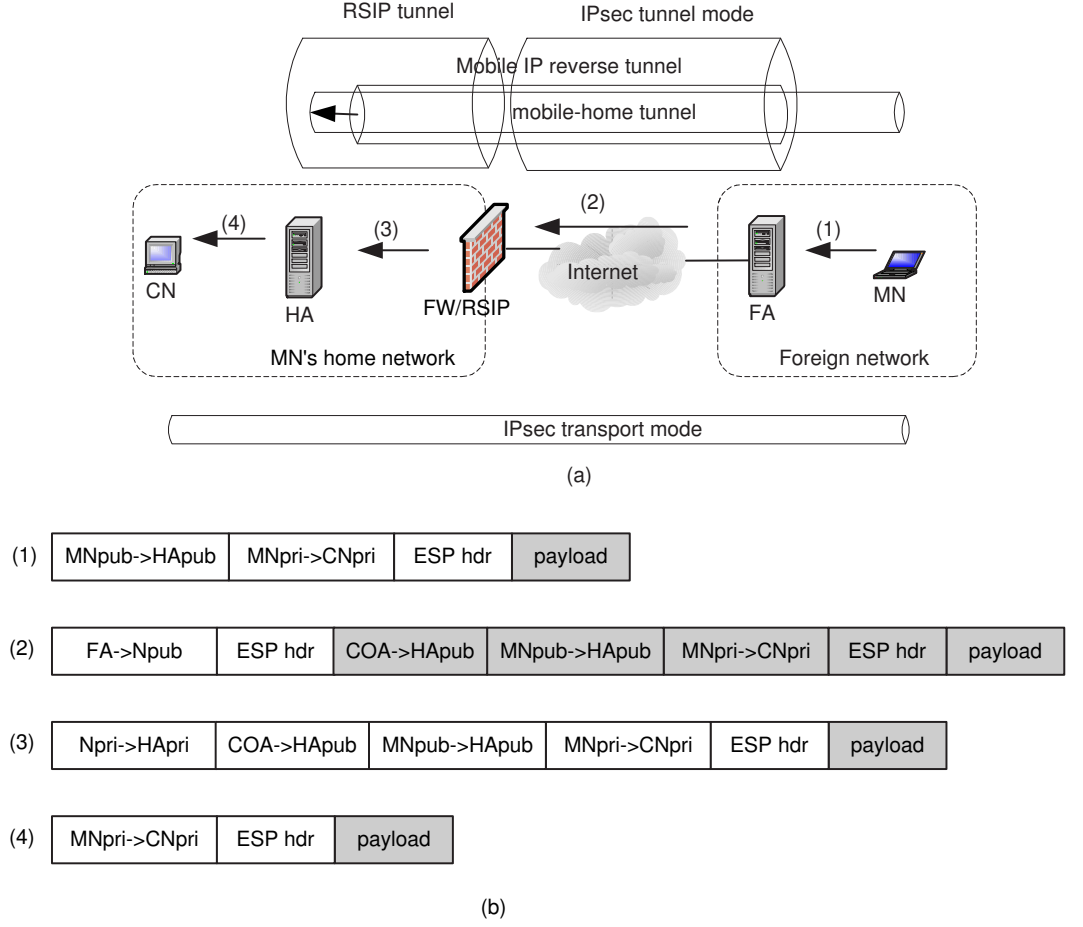 RSIP tunnel
IPsec tunnel mode
Mobile IP reverse tunnel
mobile-home tunnel
(4)
(3)
(2)
(1)
Internet
CN
HA
FW/RSIP
FA
MN
MN's home network
Foreign network
IPsec transport mode
(a)
(1) MNpub->HApub MNpri->CNpri ESP hdr payload
(2) FA->Npub ESP hdr COA->HApub MNpub->HApub MNpri->CNpri ESP hdr payload
(3) Npri->HApri COA->HApub MNpub->HApub MNpri->CNpri ESP hdr payload
(4) MNpri->CNpri ESP hdr payload
(b)